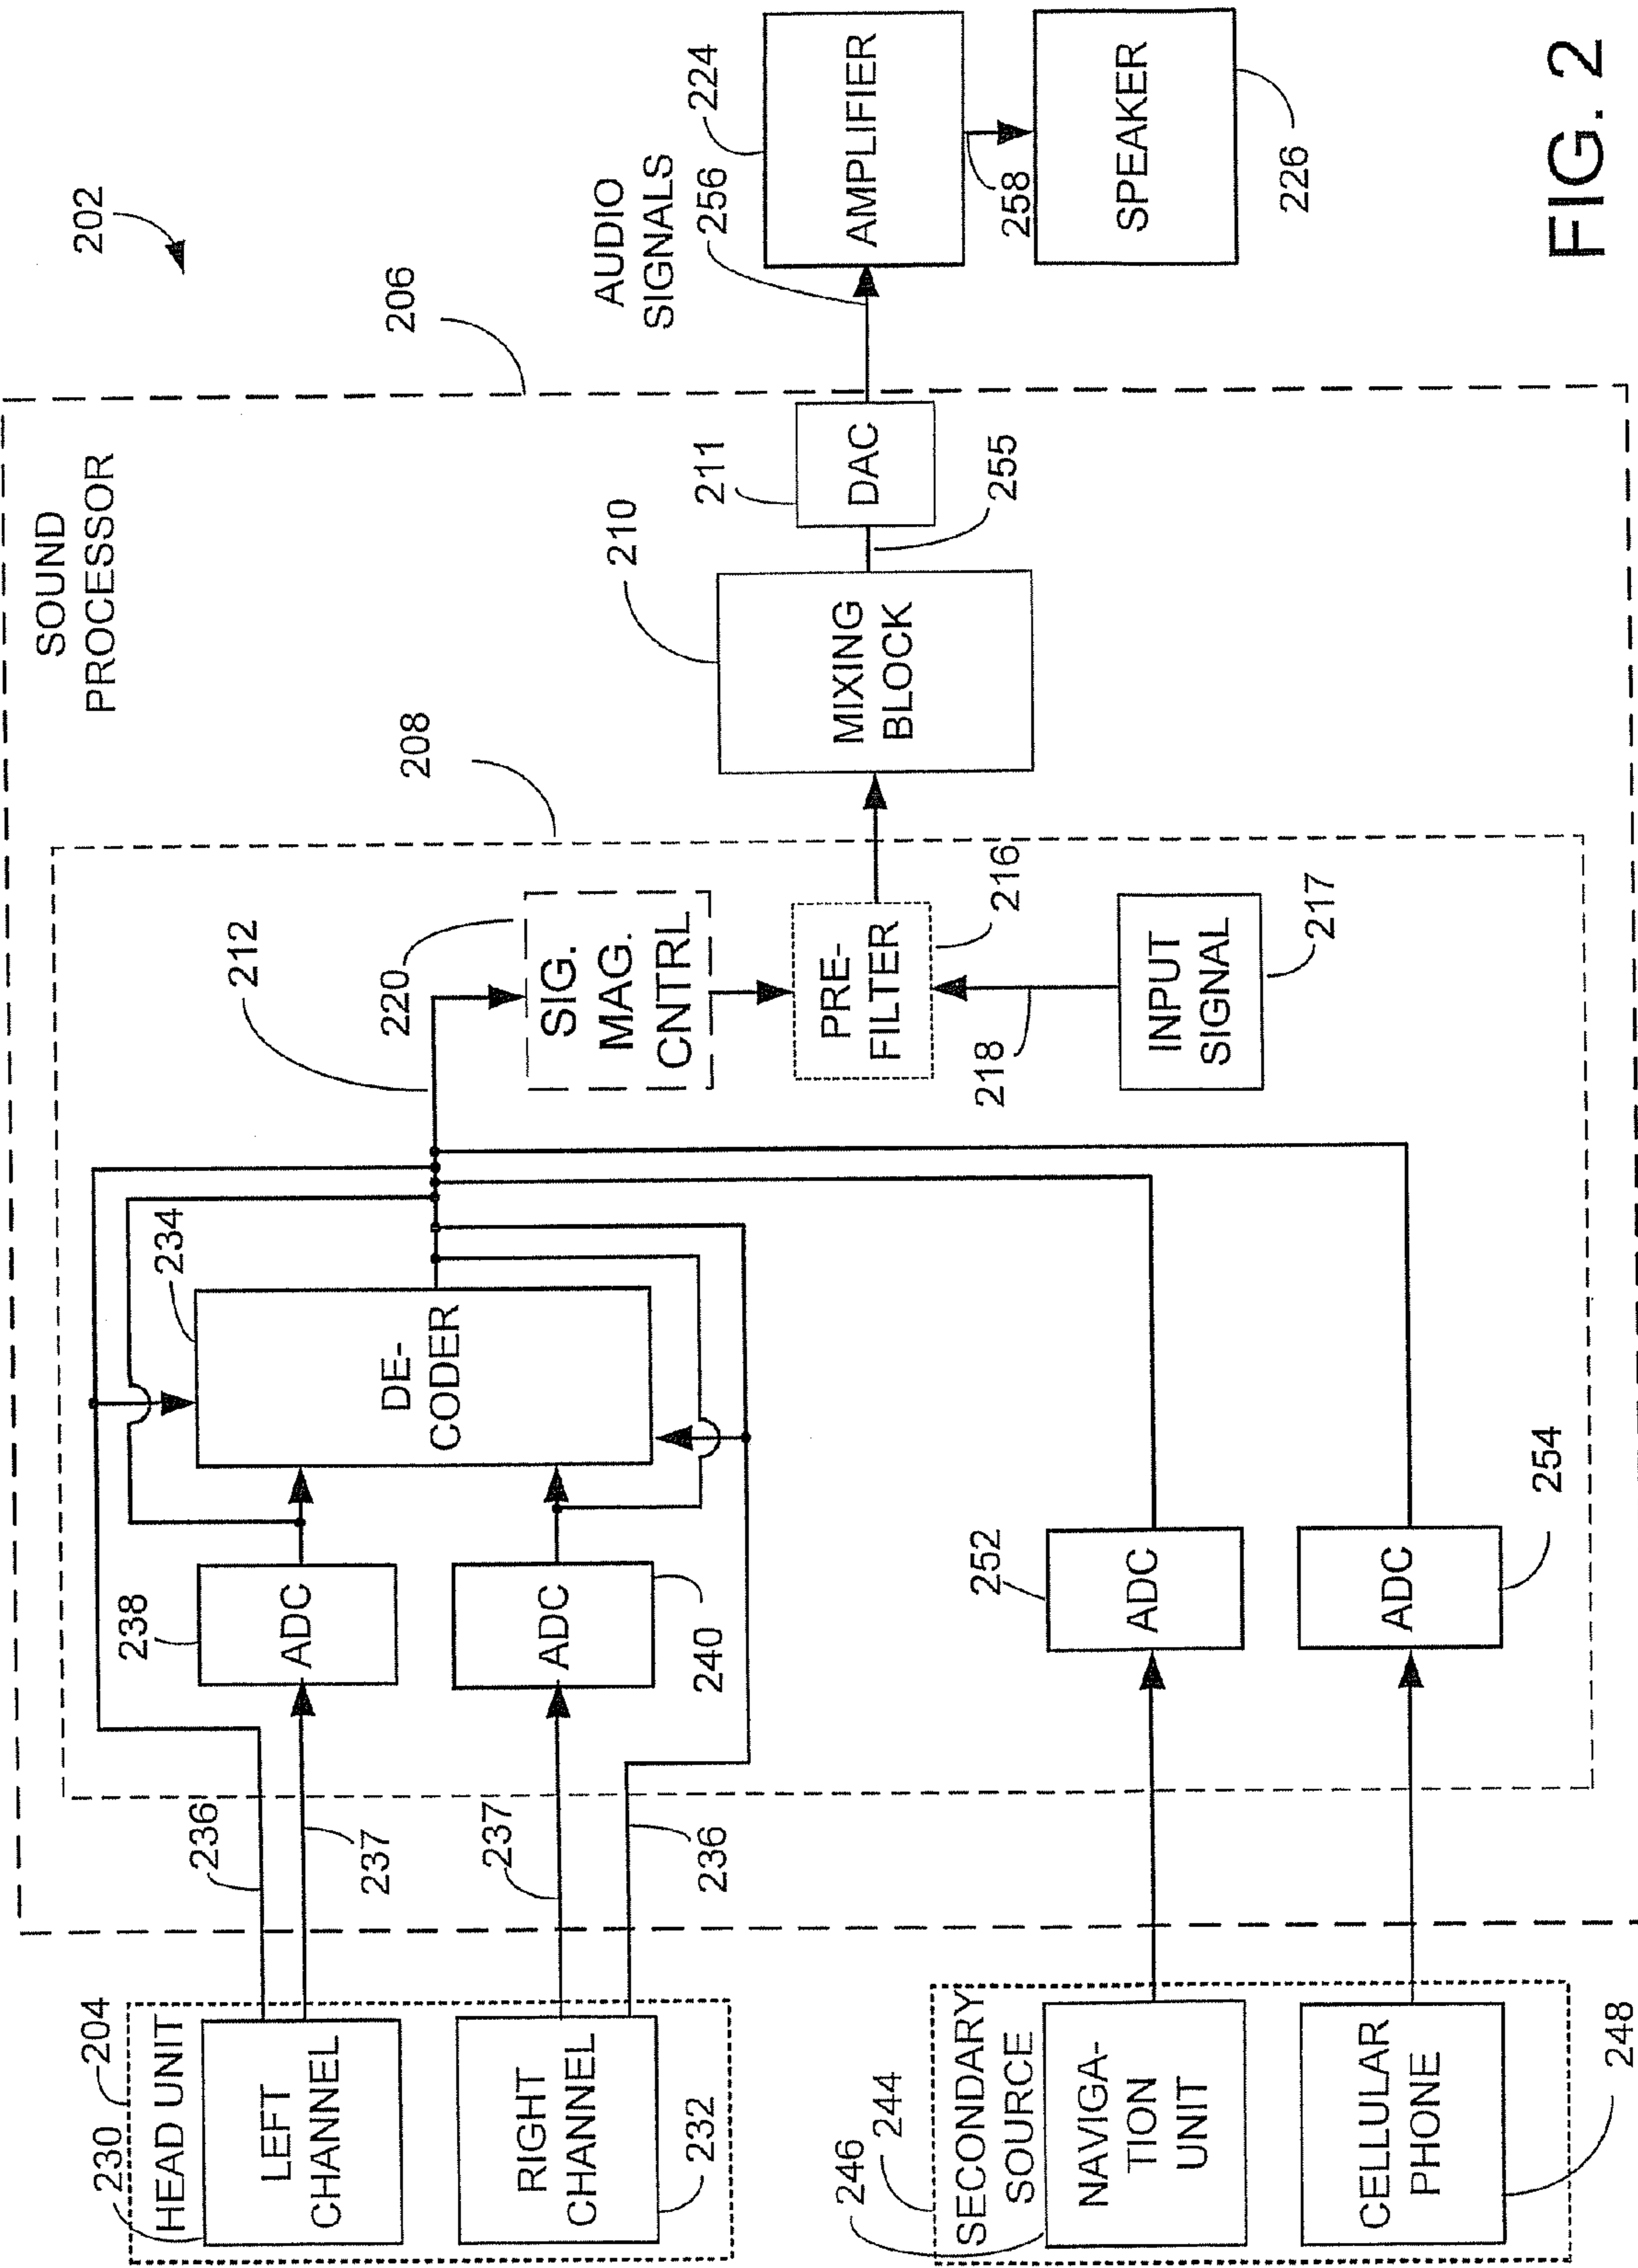 202
SOUND
PROCESSOR
206
208
212
234
238
ADC
ADC
240
DE-
CODER
220
SIG.
MAG.
CNTRL
PRE-
FILTER
216
218
INPUT
SIGNAL
217
210
MIXING
BLOCK
211
DAC
255
AUDIO
SIGNALS
256
AMPLIFIER
224
258
SPEAKER
226
236
237
237
236
230
HEAD UNIT
204
LEFT
CHANNEL
RIGHT
CHANNEL
232
252
ADC
ADC
254
244
SECONDARY
SOURCE
246
NAVIGA-
TION
UNIT
CELLULAR
PHONE
248
FIG. 2